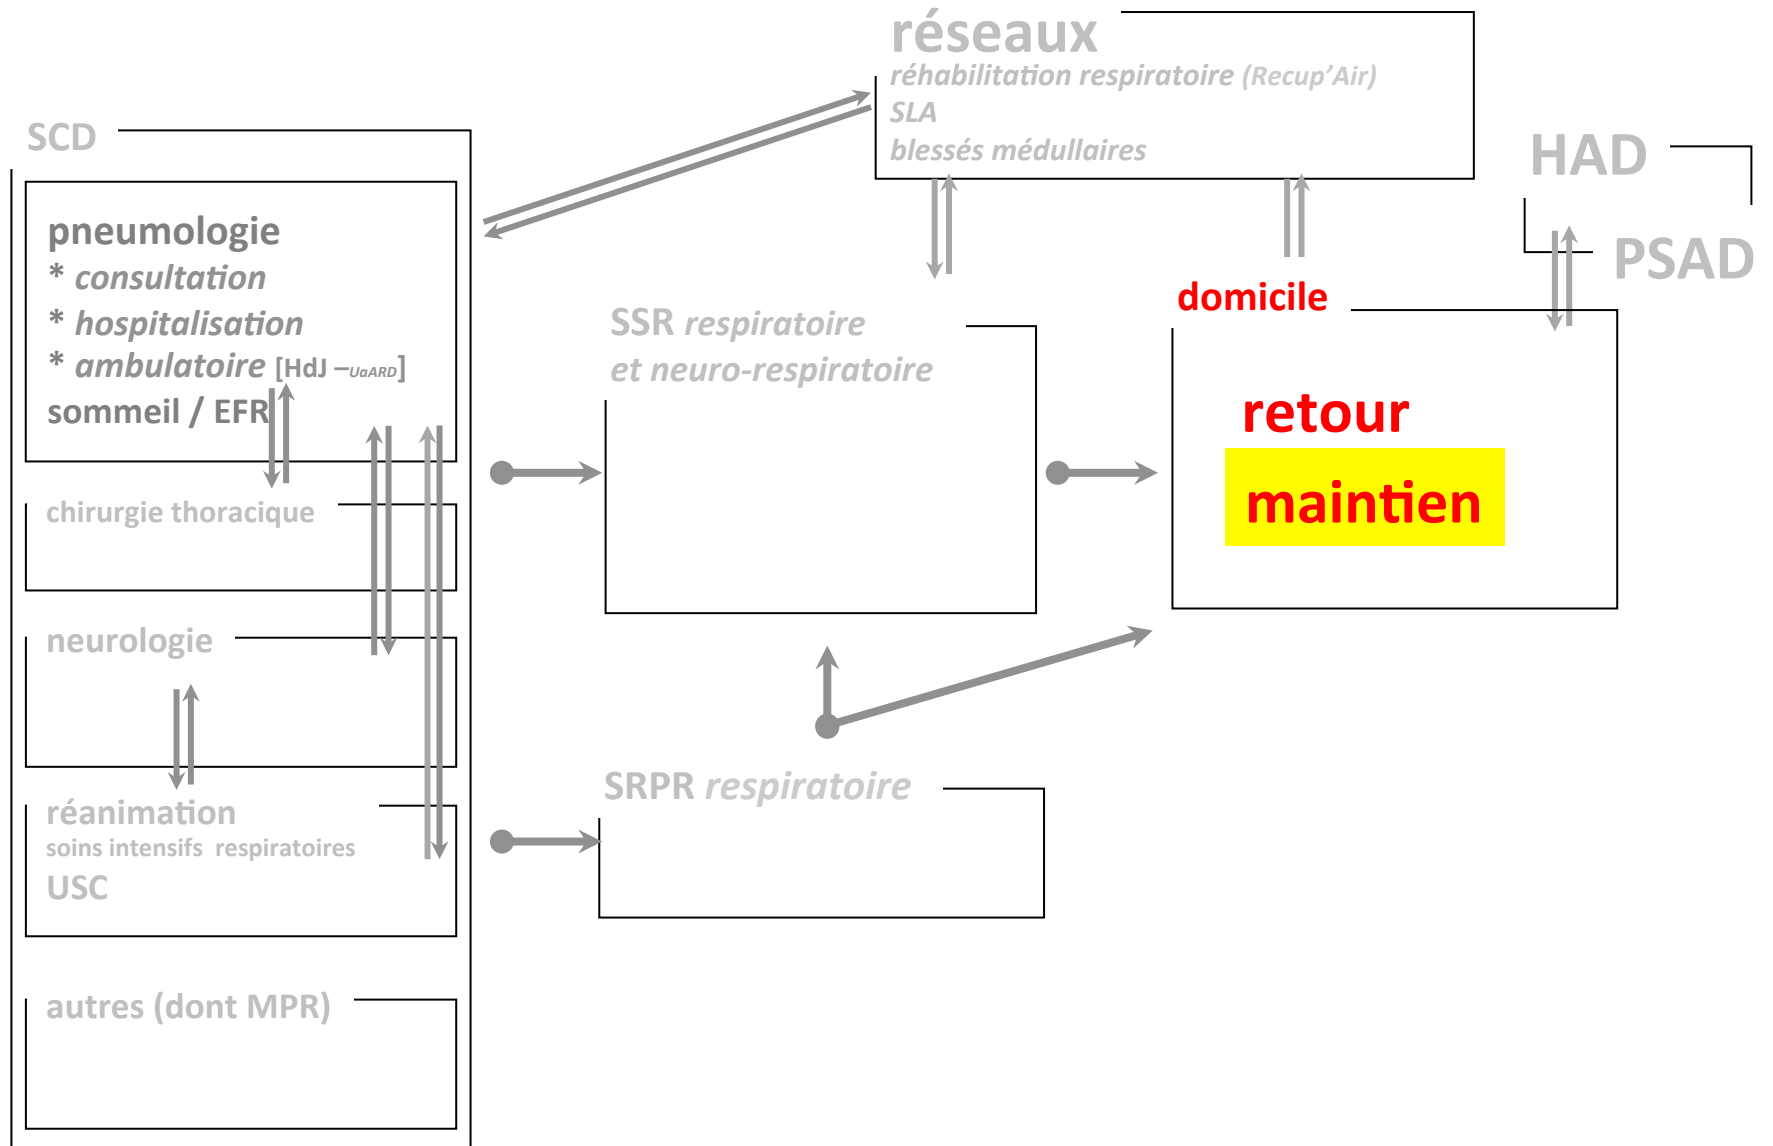 réseaux
réhabilitation respiratoire (Recup’Air)
SLA
blessés médullaires
SCD
pneumologie
* consultation
* hospitalisation
* ambulatoire [HdJ –UaARD]
sommeil / EFR
chirurgie thoracique
neurologie
réanimation
soins intensifs respiratoires
USC
autres (dont MPR)
SSR respiratoire
et neuro-respiratoire
SRPR respiratoire
domicile
retour
maintien
HAD
PSAD